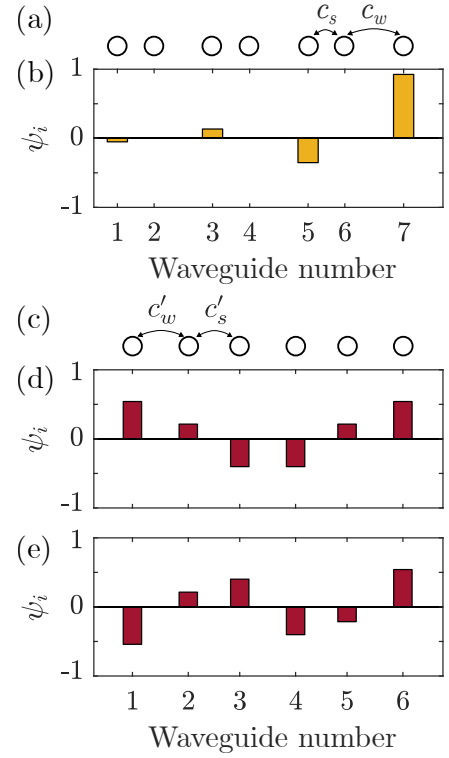 (a)
c_s c_w
(b)
1
0
-1
ψ_i
1 2 3 4 5 6 7
Waveguide number
(c)
c'_w c'_s
(d)
1
0
-1
ψ_i
(e)
1
0
-1
ψ_i
1 2 3 4 5 6
Waveguide number